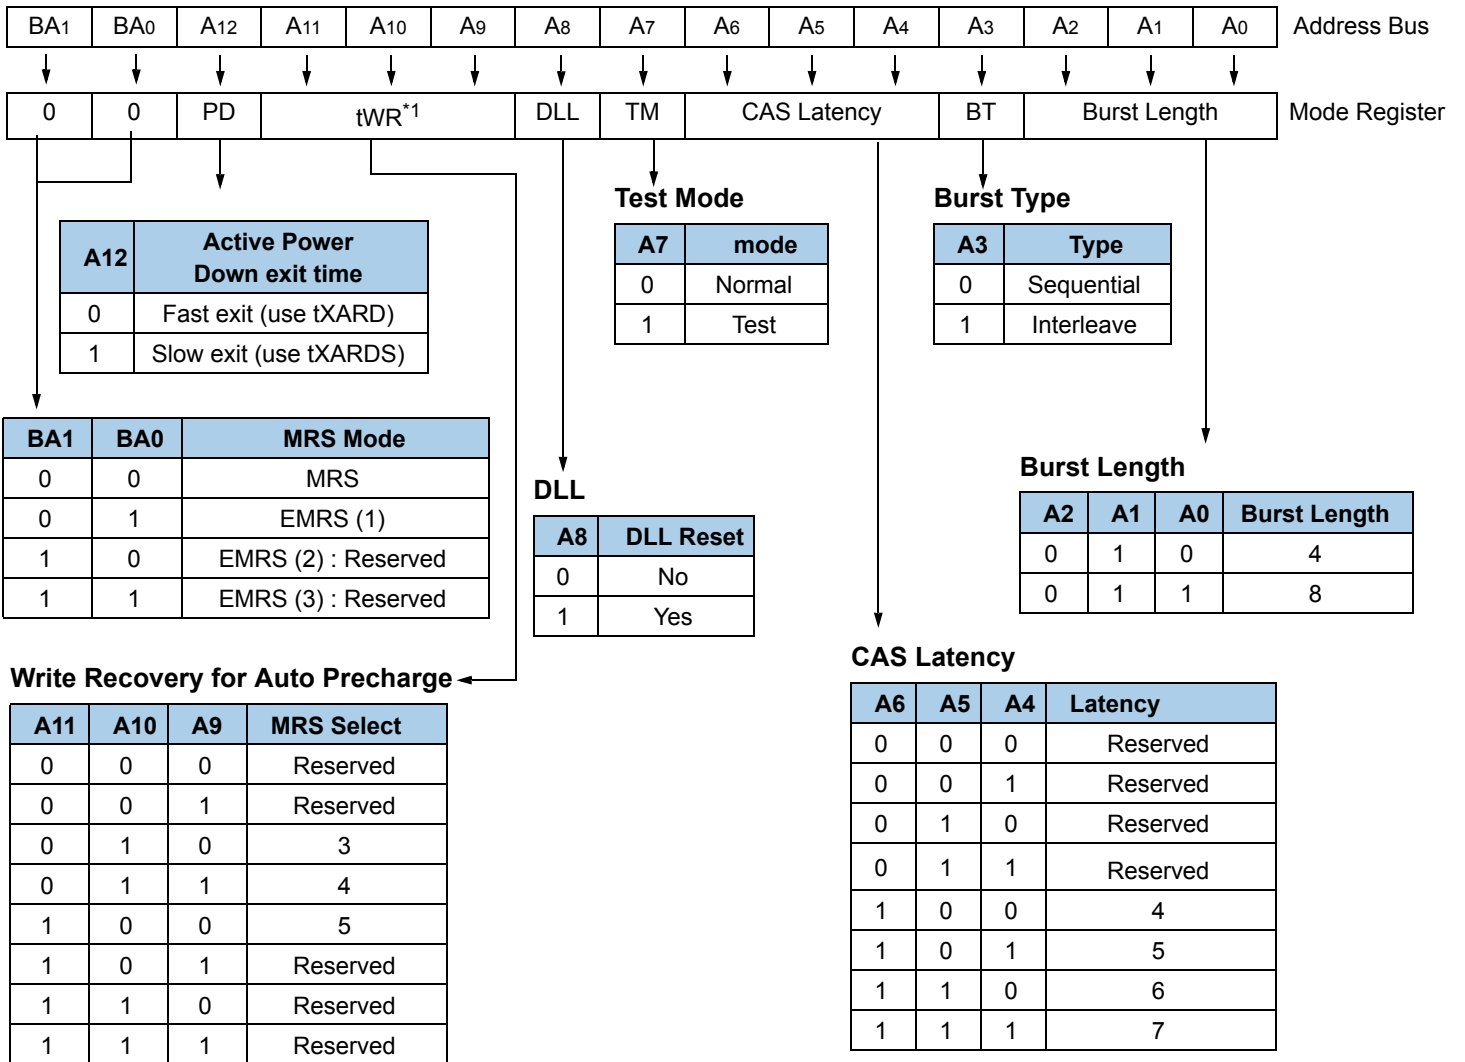 BA1 BA0 A12 A11 A10 A9 A8 A7 A6 A5 A4 A3 A2 A1 A0 Address Bus
0 0 PD tWR*1 DLL TM CAS Latency BT Burst Length Mode Register
A12 Active Power Down exit time
0 Fast exit (use tXARD)
1 Slow exit (use tXARDS)
Test Mode
A7 mode
0 Normal
1 Test
Burst Type
A3 Type
0 Sequential
1 Interleave
BA1 BA0 MRS Mode
0 0 MRS
0 1 EMRS (1)
1 0 EMRS (2) : Reserved
1 1 EMRS (3) : Reserved
DLL
A8 DLL Reset
0 No
1 Yes
Burst Length
A2 A1 A0 Burst Length
0 1 0 4
0 1 1 8
Write Recovery for Auto Precharge
A11 A10 A9 MRS Select
0 0 0 Reserved
0 0 1 Reserved
0 1 0 3
0 1 1 4
1 0 0 5
1 0 1 Reserved
1 1 0 Reserved
1 1 1 Reserved
CAS Latency
A6 A5 A4 Latency
0 0 0 Reserved
0 0 1 Reserved
0 1 0 Reserved
0 1 1 Reserved
1 0 0 4
1 0 1 5
1 1 0 6
1 1 1 7